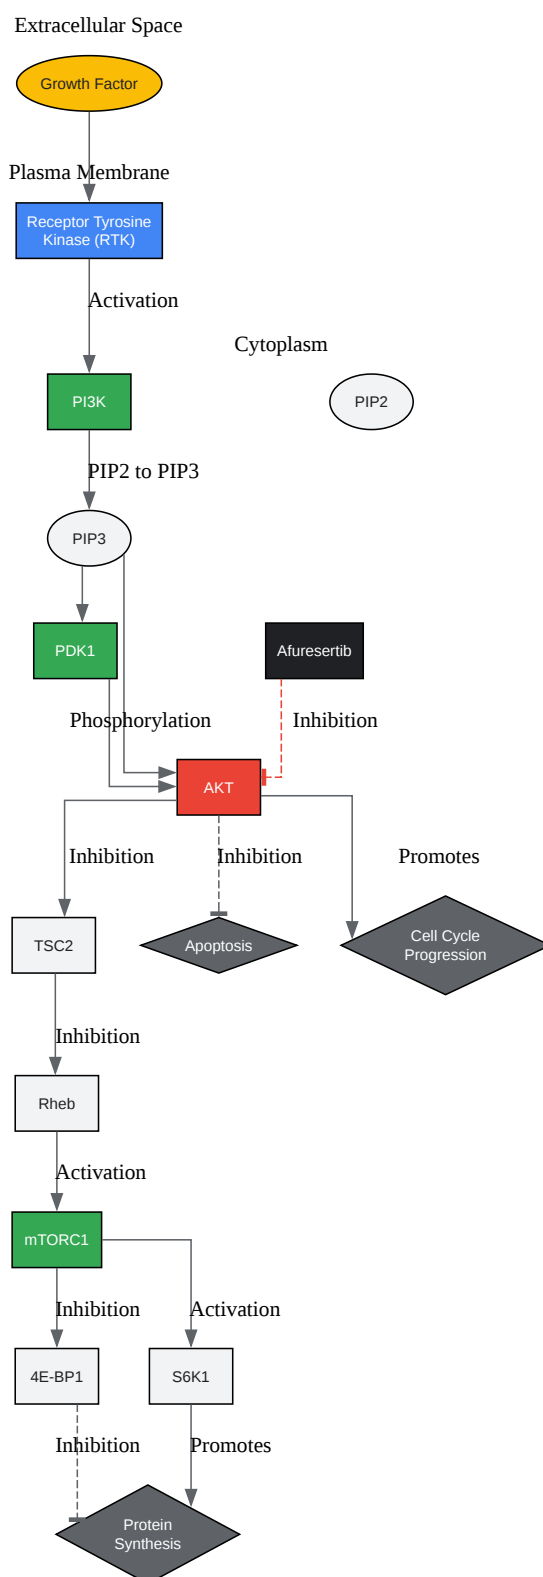 Extracellular Space
Growth Factor
Plasma Membrane
Receptor Tyrosine
Kinase (RTK)
Activation
Cytoplasm
PI3K
PIP2
PIP2 to PIP3
PIP3
PDK1
Afuresertib
Phosphorylation
Inhibition
AKT
Inhibition
Inhibition
Promotes
TSC2
Apoptosis
Cell Cycle
Progression
Inhibition
Rheb
Activation
mTORC1
Inhibition
Activation
4E-BP1
S6K1
Inhibition
Promotes
Protein
Synthesis